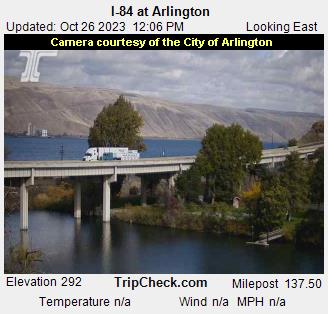 I-84 at Arlington
Updated: Oct 26 2023 12:06 PM Looking East
Camera courtesy of the City of Arlington
Elevation 292 TripCheck.com Milepost 137.50
Temperature n/a Wind n/a MPH n/a